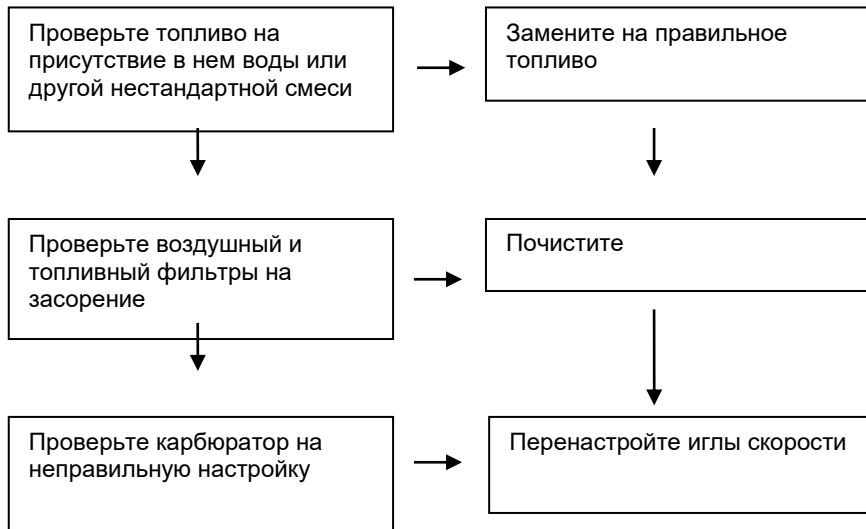 Проверьте топливо на
присутствие в нем воды или
другой нестандартной смеси
Замените на правильное
топливо
Проверьте воздушный и
топливный фильтры на
засорение
Почистите
Проверьте карбюратор на
неправильную настройку
Перенастройте иглы скорости